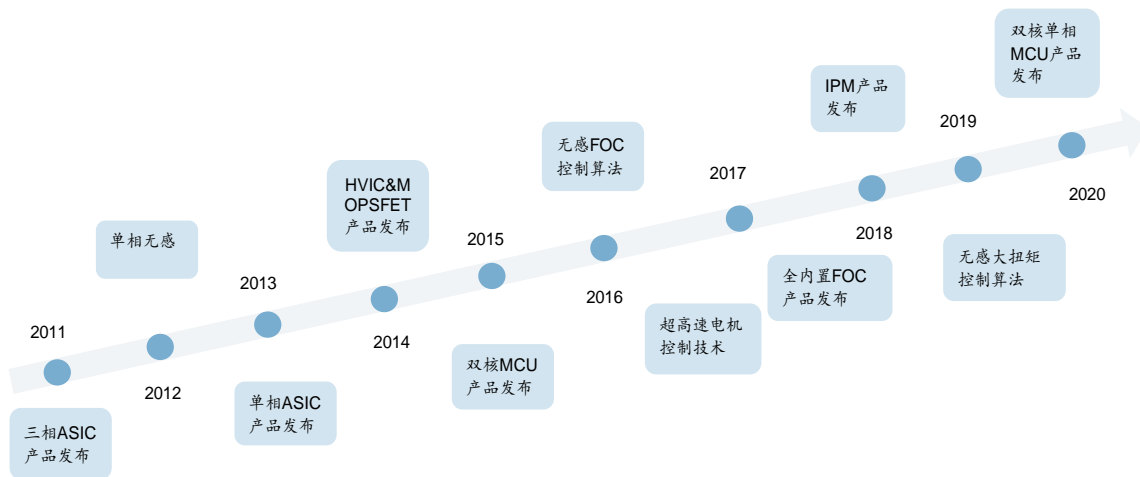 2011
三相ASIC
产品发布
单相无感
2012
2013
单相ASIC
产品发布
HVIC&M
OPSFET
产品发布
2014
2015
双核MCU
产品发布
无感FOC
控制算法
2016
2017
超高速电机
控制技术
IPM产品
发布
2018
全内置FOC
产品发布
2019
无感大扭矩
控制算法
双核单相
MCU产品
发布
2020